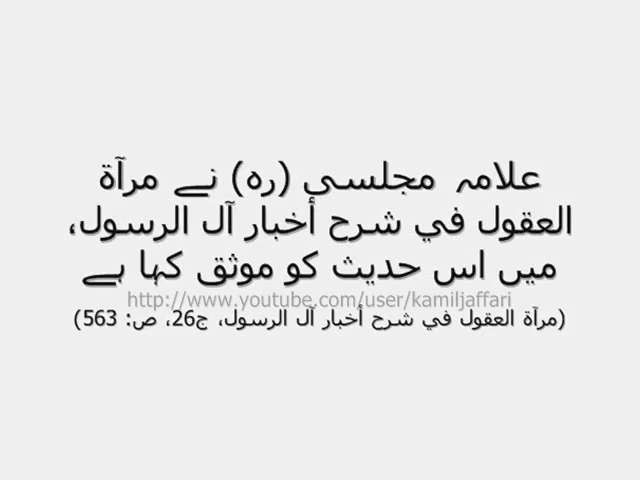 علامہ مجلسی (رہ) نے مرآة
العقول في شرح أخبار آل الرسول،
میں اس حدیث کو موثق کہا ہے
http://www.youtube.com/user/kamiljaffari
(مرآة العقول في شرح أخبار آل الرسول، ج26، ص: 563)